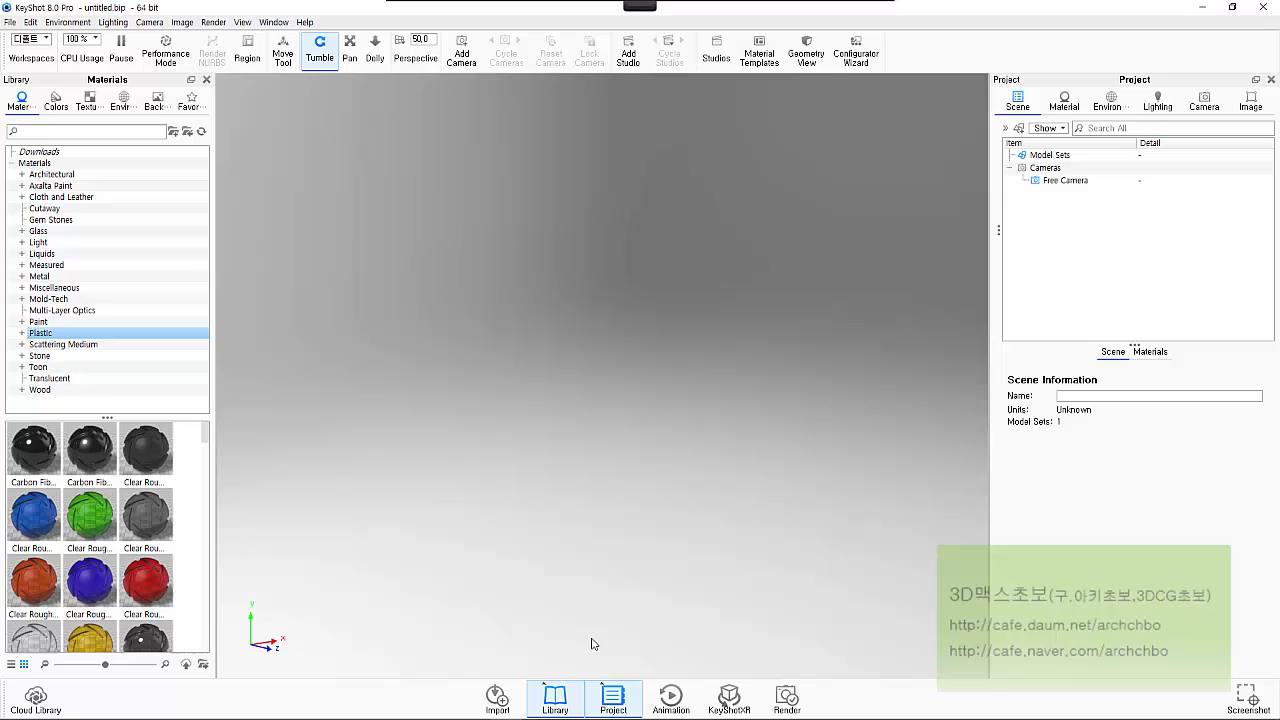 KeyShot 8.0 Pro - untitled.bip - 64 bit
File Edit Environment Lighting Camera Image Render View Window Help
100 %
50,0
Workspaces CPU Usage Pause Performance Mode Render NURBS Region Move Tool Tumble Pan Dolly Perspective Add Camera Cycle Cameras Reset Camera Lock Camera Add Studio Cycle Studios Studios Material Templates Geometry View Configurator Wizard
Library Materials
Mater... Colors Textu... Envir... Back... Favor...
Downloads
Materials
Architectural
Axalta Paint
Cloth and Leather
Cutaway
Gem Stones
Glass
Light
Liquids
Measured
Metal
Miscellaneous
Mold-Tech
Multi-Layer Optics
Paint
Plastic
Scattering Medium
Stone
Toon
Translucent
Wood
Carbon Fib... Carbon Fib... Clear Rou...
Clear Rou... Clear Roug... Clear Rou...
Clear Rough... Clear Roug... Clear Roug...
y
x
z
Project Project
Scene Material Environ... Lighting Camera Image
Show Search All
Item Detail
Model Sets -
Cameras
Free Camera -
Scene Materials
Scene Information
Name:
Units: Unknown
Model Sets: 1
3D맥스초보(구.아키초보,3DCG초보)
http://cafe.daum.net/archchbo
http://cafe.naver.com/archchbo
Cloud Library Import Library Project Animation KeyShotXR Render Screenshot